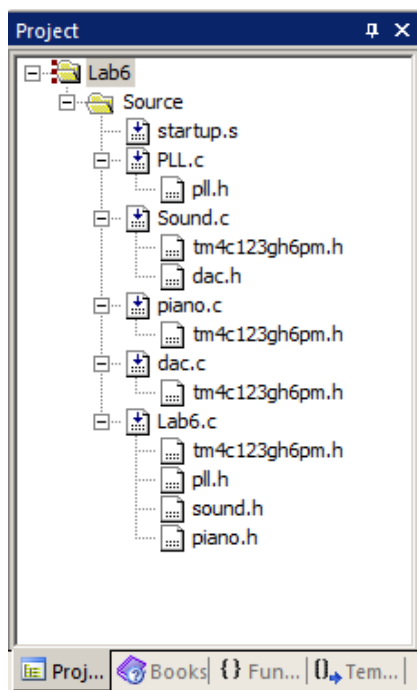 Project
Lab6
Source
startup.s
PLL.c
pll.h
Sound.c
tm4c123gh6pm.h
dac.h
piano.c
tm4c123gh6pm.h
dac.c
tm4c123gh6pm.h
Lab6.c
tm4c123gh6pm.h
pll.h
sound.h
piano.h
Proj... Books {} Fun... 0 Tem...